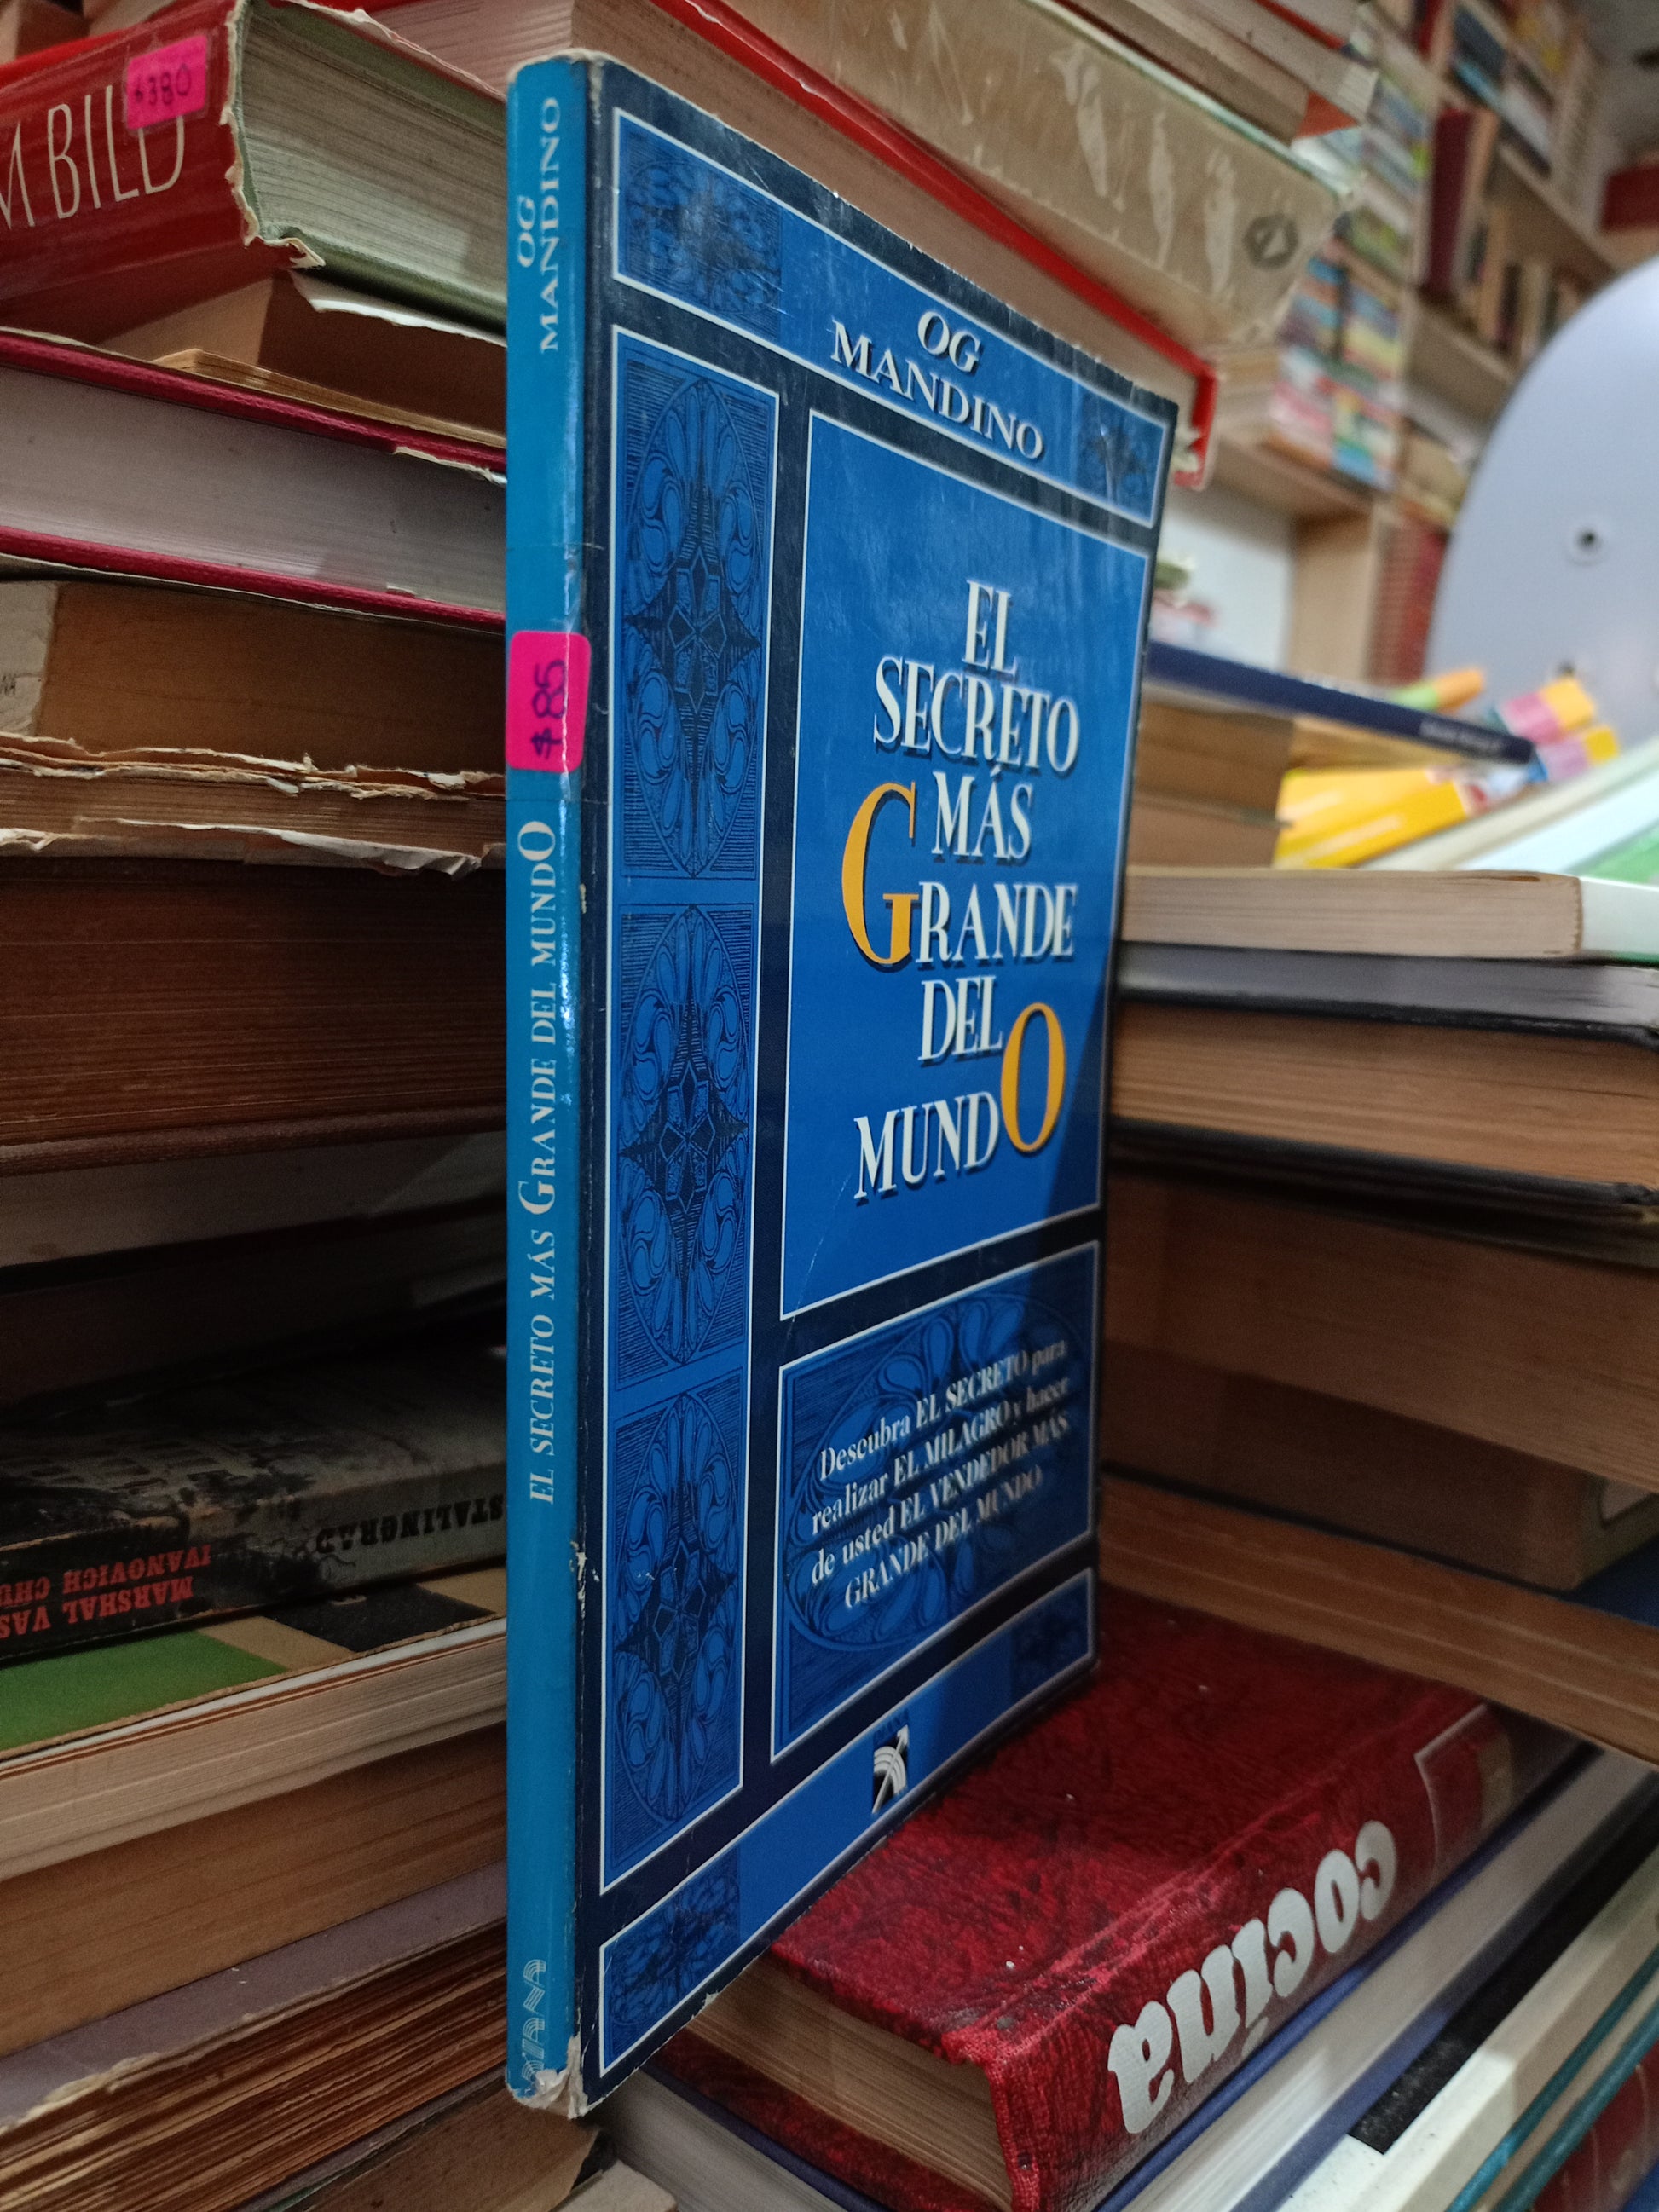 $380
M BILD
OG
MANDINO
$85
EL SECRETO MÁS GRANDE DEL MUNDO
DIANA
OG
MANDINO
EL
SECRETO
MÁS
GRANDE
DEL
MUNDO
Descubra EL SECRETO para
realizar EL MILAGRO y hacer
de usted EL VENDEDOR MÁS
GRANDE DEL MUNDO
STALINGRAD
MARSHAL VAS
IVANOVICH CHU
cocina